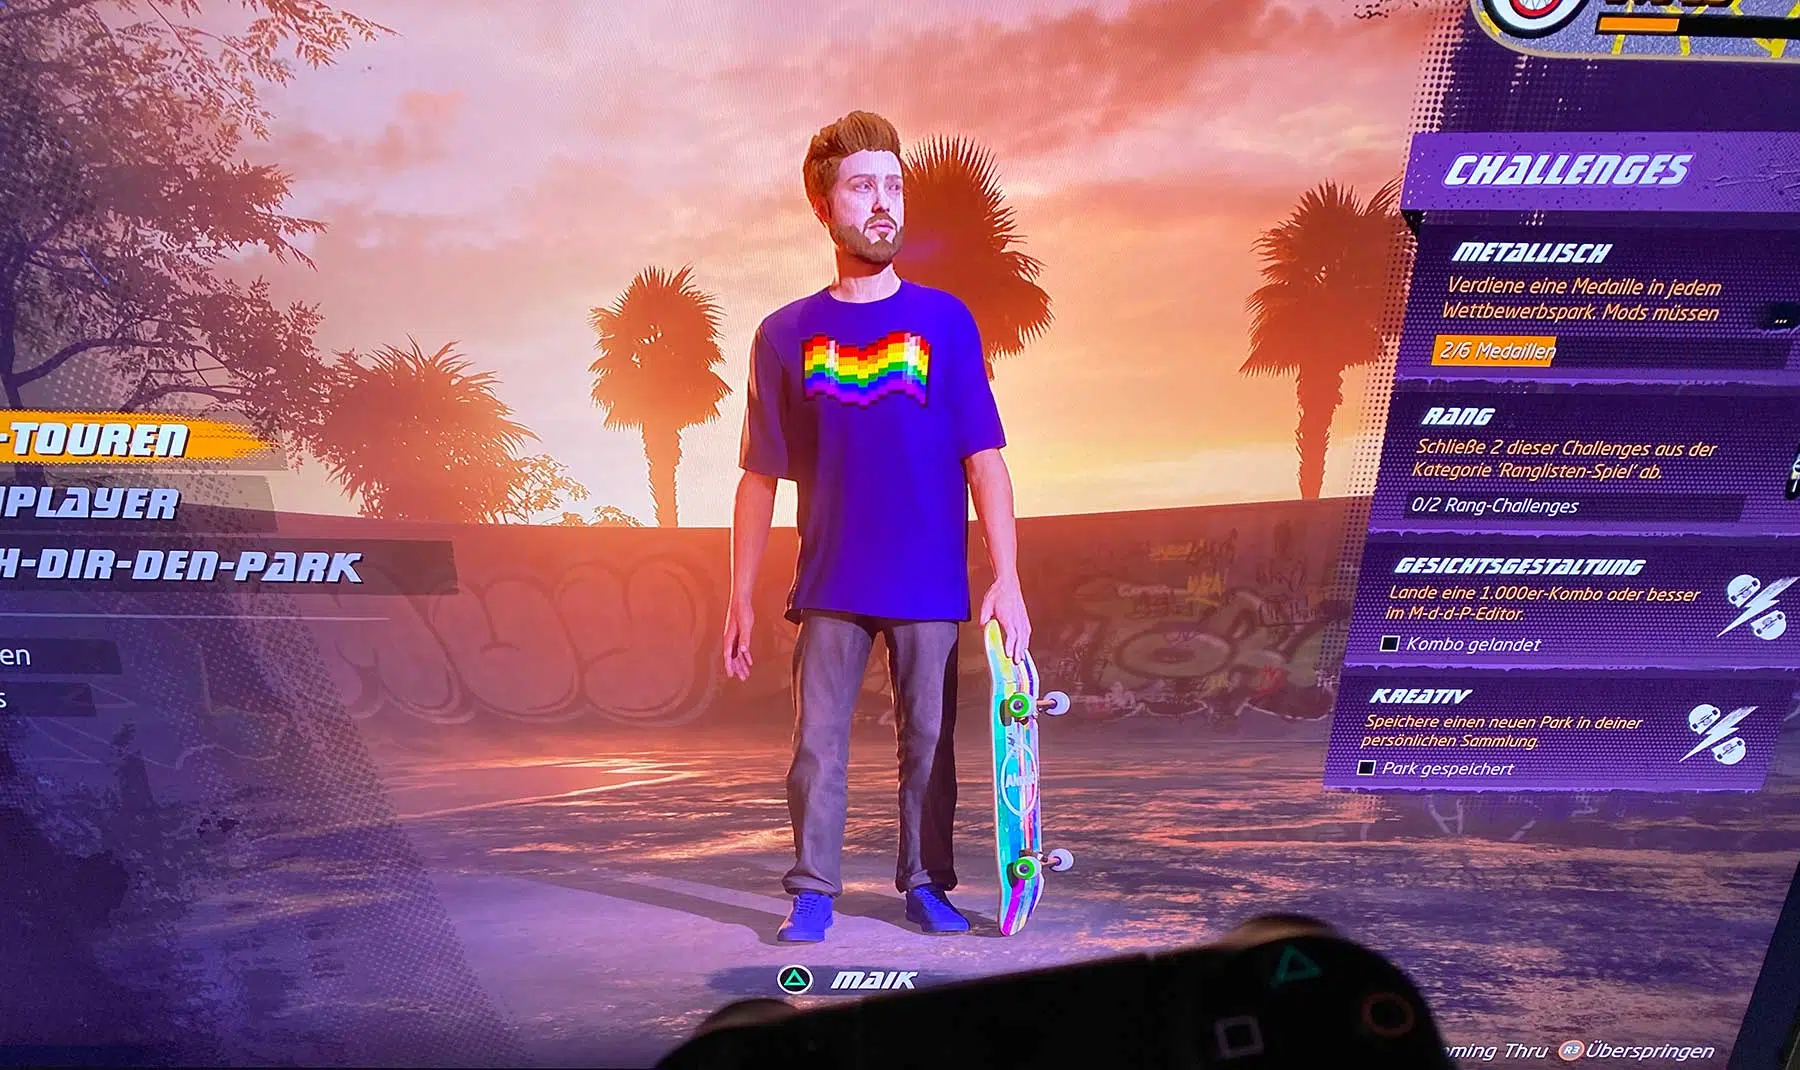 -TOUREN
PLAYER
H-DIR-DEN-PARK
en
s
CHALLENGES
METALLISCH
Verdiene eine Medaille in jedem
Wettbewerbspark. Mods müssen
...
2/6 Medaillen
RANG
Schließe 2 dieser Challenges aus der
Kategorie 'Ranglisten-Spiel' ab.
0/2 Rang-Challenges
GESICHTSGESTALTUNG
Lande eine 1.000er-Kombo oder besser
im M-d-d-P-Editor.
Kombo gelandet
KREATIV
Speichere einen neuen Park in deiner
persönlichen Sammlung.
Park gespeichert
MAIK
oming Thru R3 Überspringen